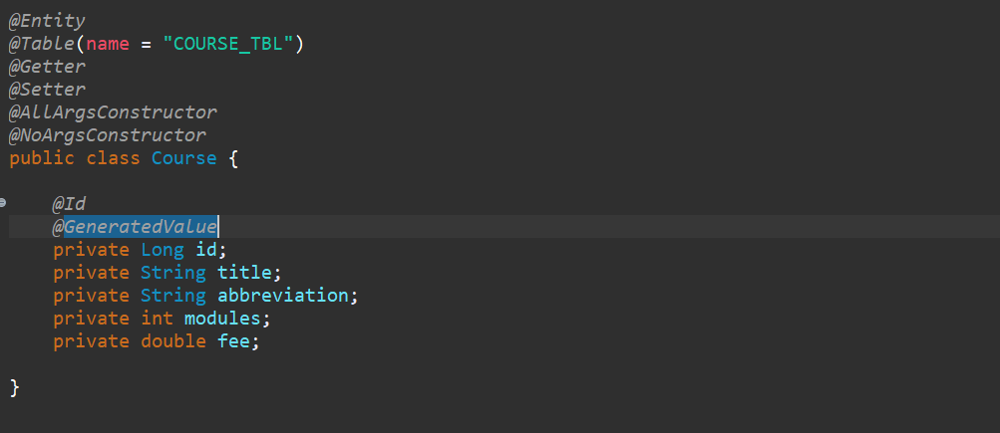 @Entity
@Table(name = "COURSE_TBL")
@Getter
@Setter
@AllArgsConstructor
@NoArgsConstructor
public class Course {
@Id
@GeneratedValue
private Long id;
private String title;
private String abbreviation;
private int modules;
private double fee;
}